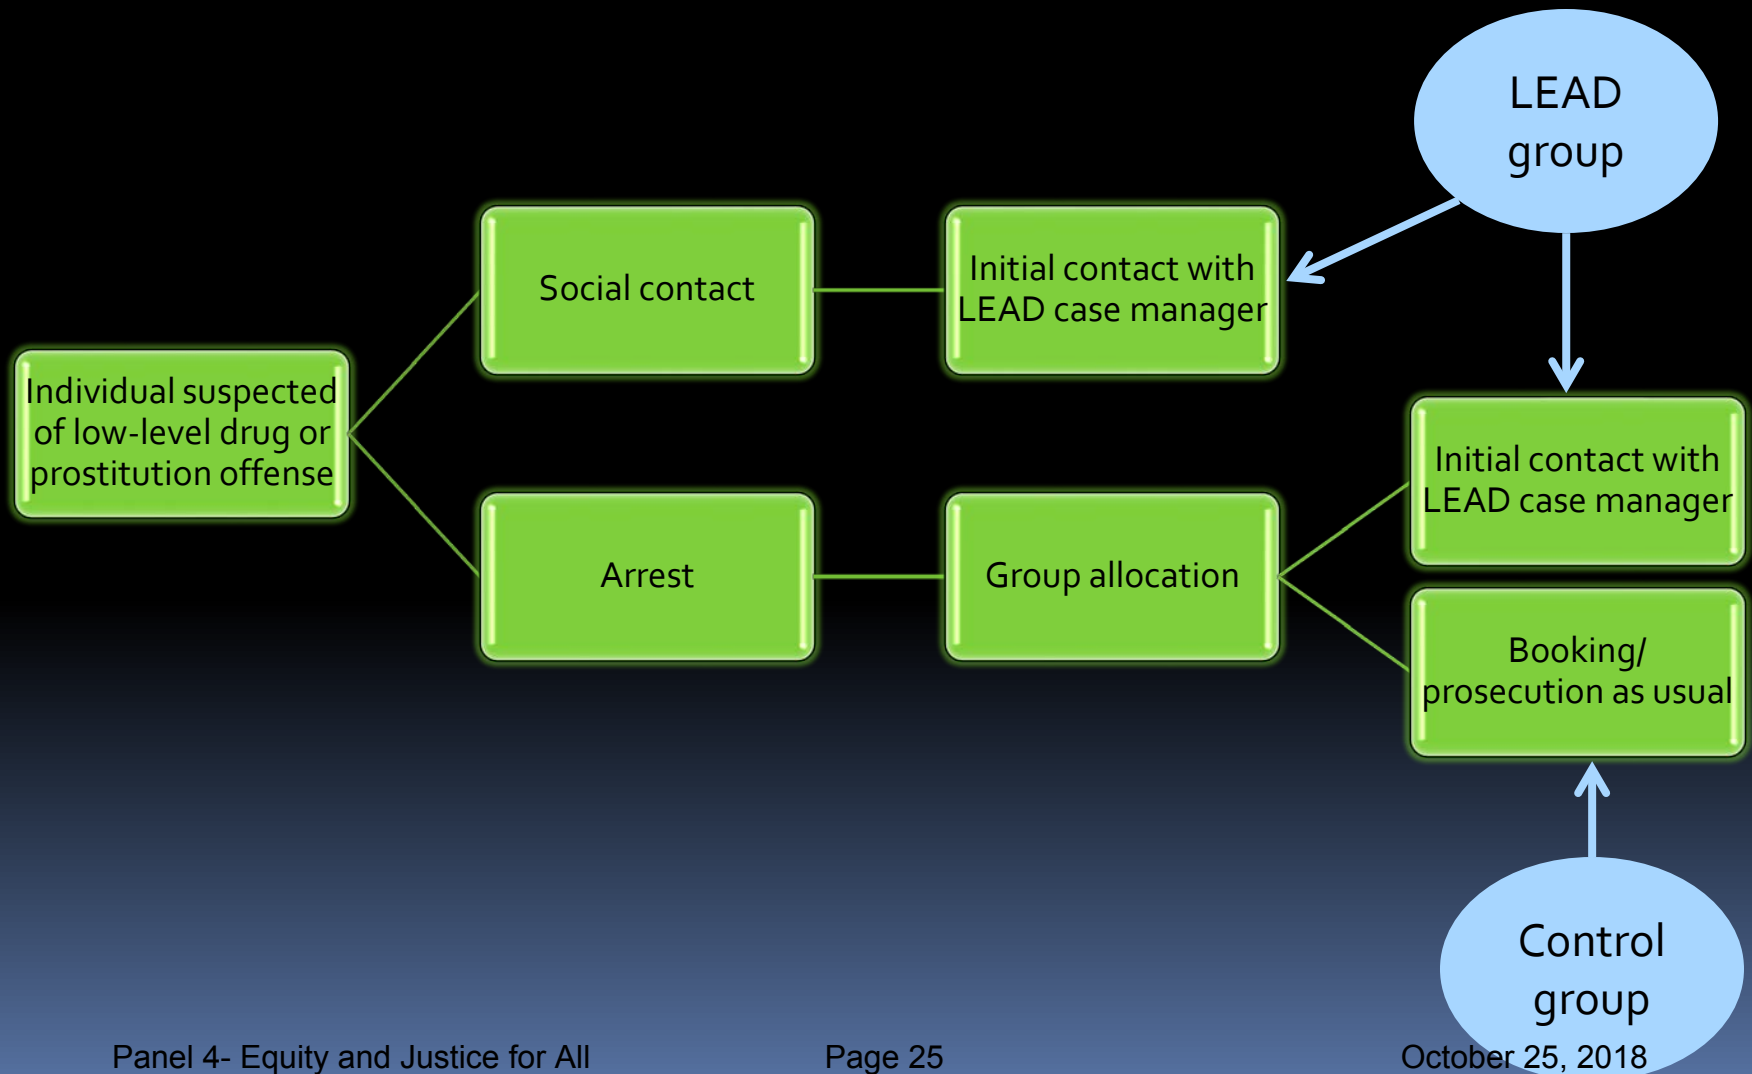 LEAD
group
Social contact
Initial contact with
LEAD case manager
Individual suspected
of low-level drug or
prostitution offense
Arrest
Group allocation
Initial contact with
LEAD case manager
Booking/
prosecution as usual
Control
group
Panel 4- Equity and Justice for All
Page 25
October 25, 2018